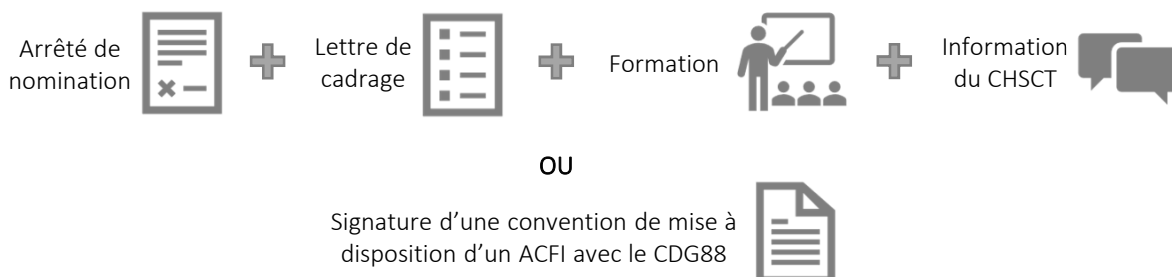 Arrêté de
nomination
Lettre de
cadrage
Formation
Information
du CHSCT
OU
Signature d'une convention de mise à
disposition d'un ACFI avec le CDG88